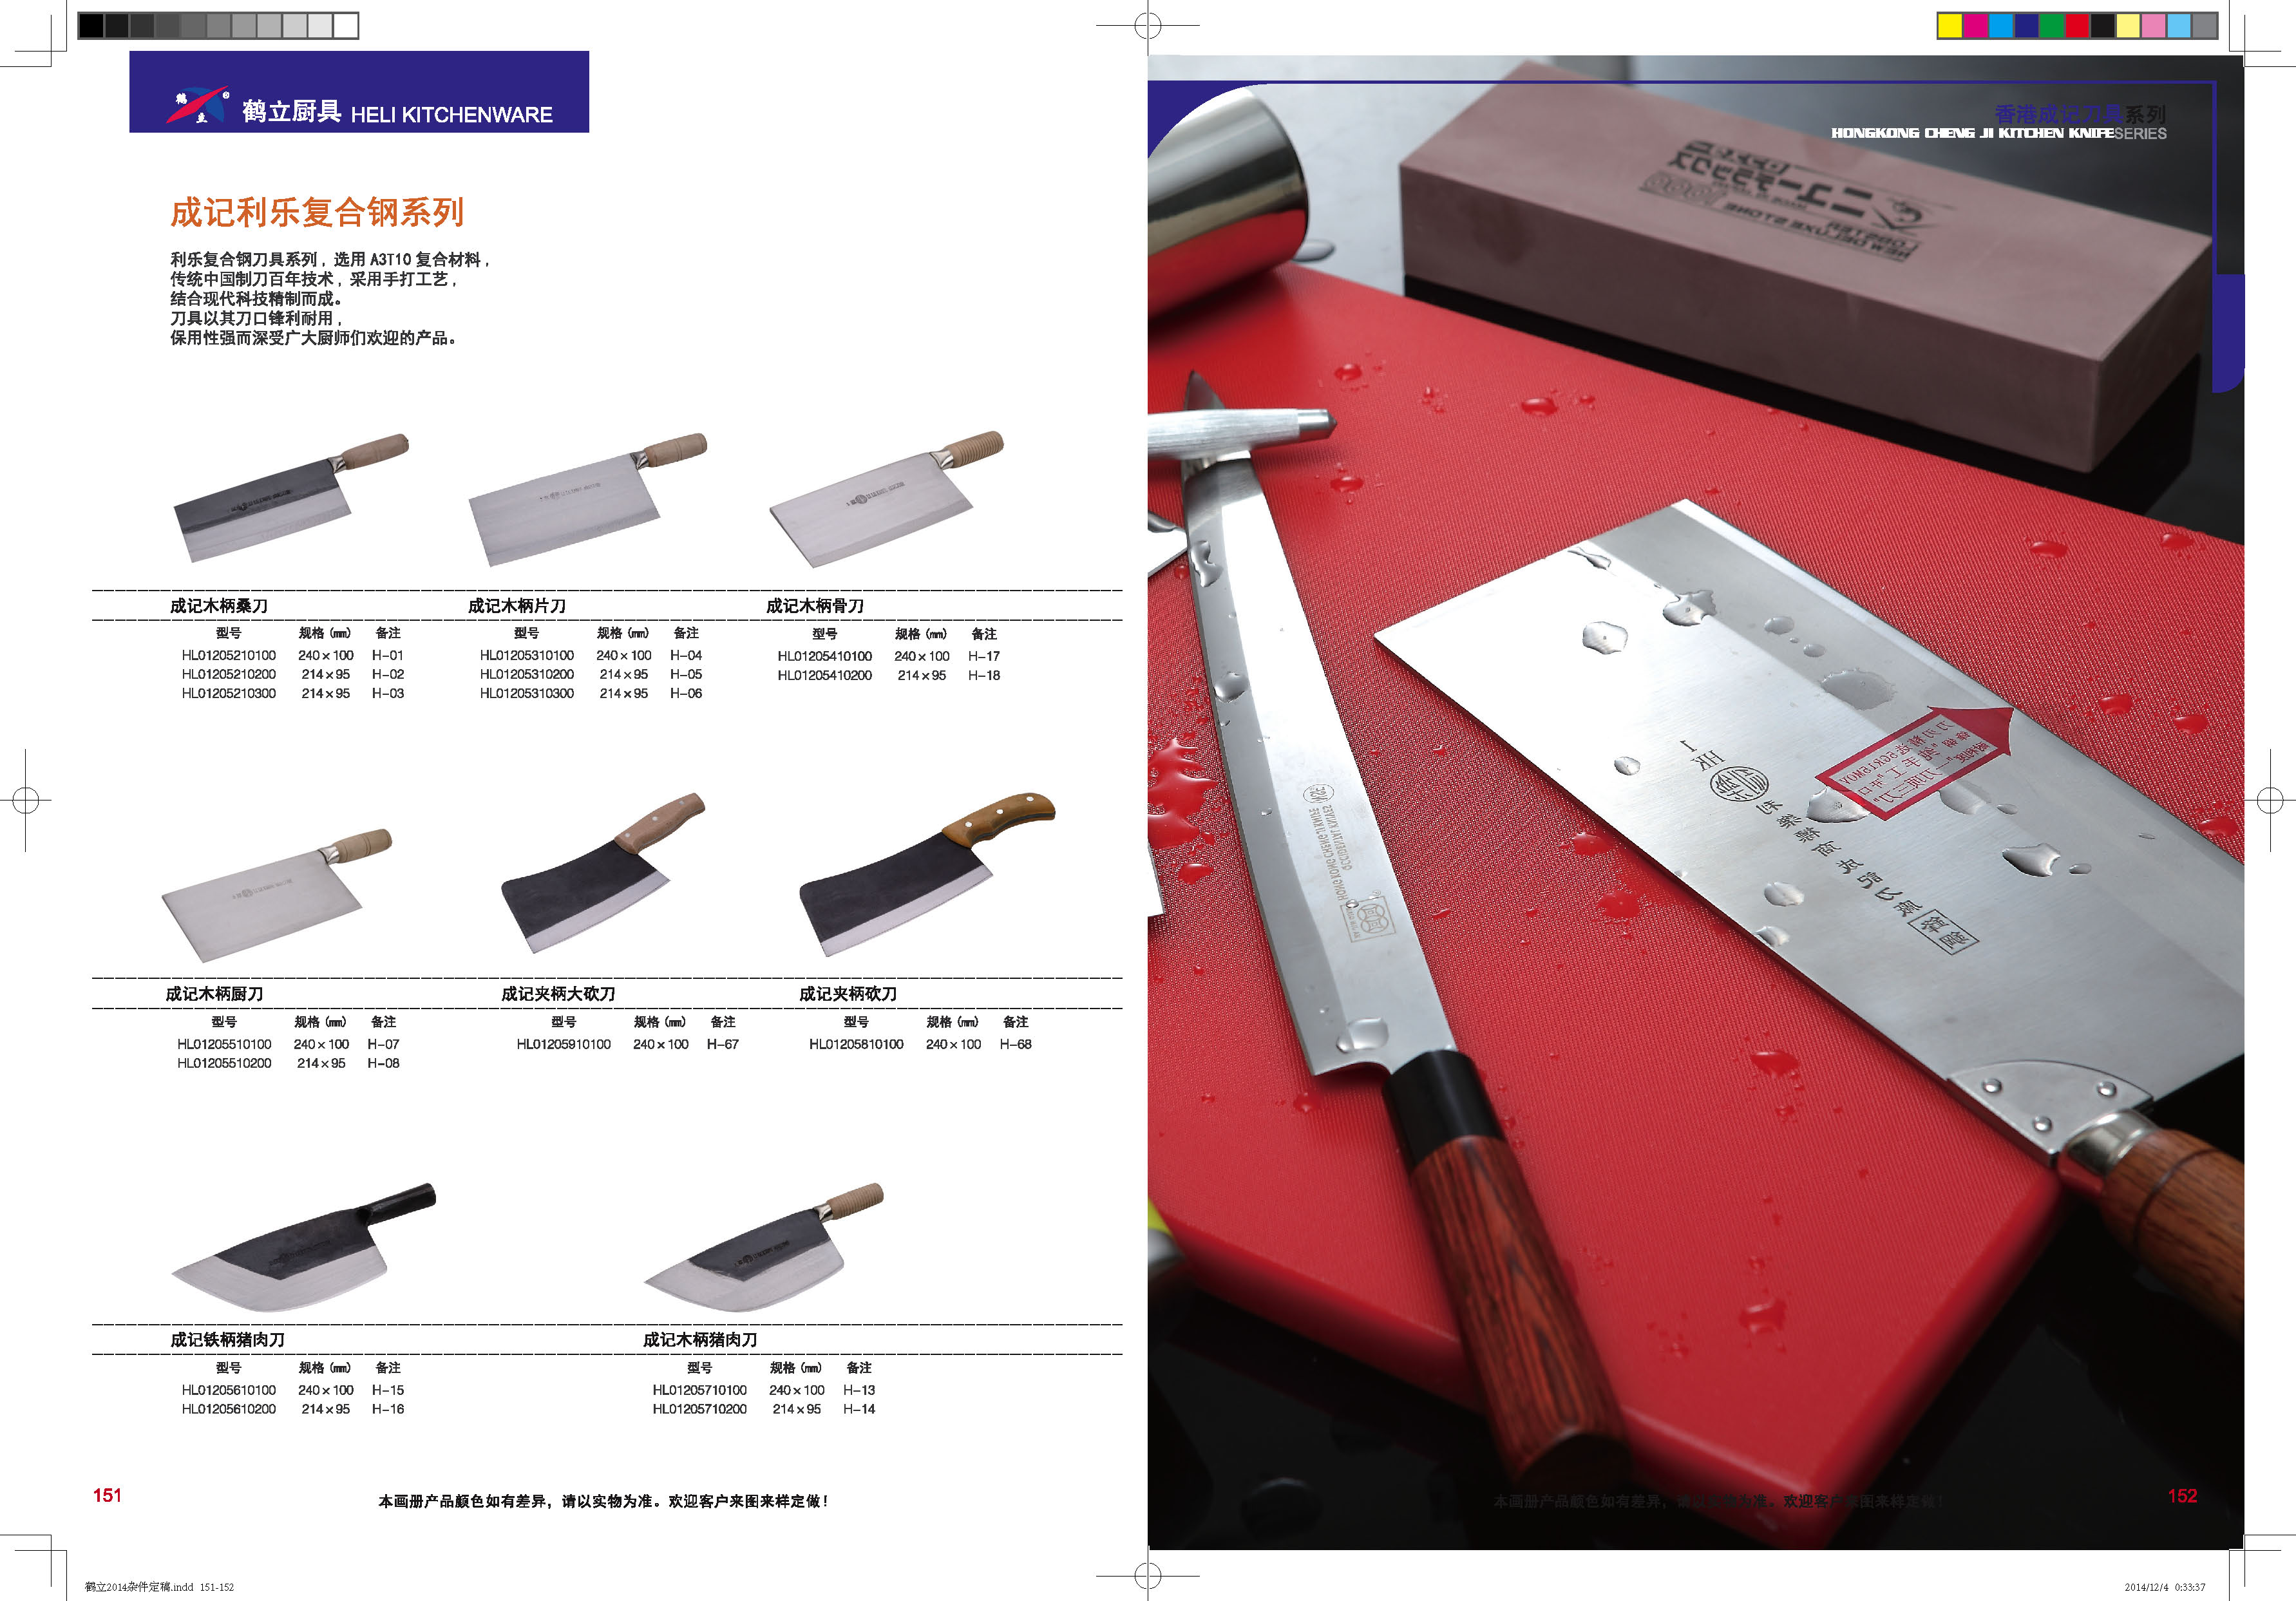 鹤立厨具 HELI KITCHENWARE
成记利乐复合钢系列
利乐复合钢刀具系列，选用 A3T10 复合材料，
传统中国制刀百年技术，采用手打工艺，
结合现代科技精制而成。
刀具以其刀口锋利耐用，
保用性强而深受广大厨师们欢迎的产品。
成记木柄桑刀 成记木柄片刀 成记木柄骨刀
型号 规格 (mm) 备注 型号 规格 (mm) 备注 型号 规格 (mm) 备注
HL01205210100 240×100 H-01 HL01205310100 240×100 H-04 HL01205410100 240×100 H-17
HL01205210200 214×95 H-02 HL01205310200 214×95 H-05 HL01205410200 214×95 H-18
HL01205210300 214×95 H-03 HL01205310300 214×95 H-06
成记木柄厨刀 成记夹柄大砍刀 成记夹柄砍刀
型号 规格 (mm) 备注 型号 规格 (mm) 备注 型号 规格 (mm) 备注
HL01205510100 240×100 H-07 HL01205910100 240×100 H-67 HL01205810100 240×100 H-68
HL01205510200 214×95 H-08
成记铁柄猪肉刀 成记木柄猪肉刀
型号 规格 (mm) 备注 型号 规格 (mm) 备注
HL01205610100 240×100 H-15 HL01205710100 240×100 H-13
HL01205610200 214×95 H-16 HL01205710200 214×95 H-14
151
本画册产品颜色如有差异，请以实物为准。欢迎客户来图来样定做！
香港成记刀具系列
HONGKONG CHENG JI KITCHEN KNIFE SERIES
LOBSTER
NEW DELUXE STONE
HK
HONG KONG CHENG JI KNIFE
OCCIDENTAL KNIVES
本画册产品颜色如有差异，请以实物为准。欢迎客户来图来样定做！
152
鹤立2014杂件定稿.indd 151-152
2014/12/4 0:33:37